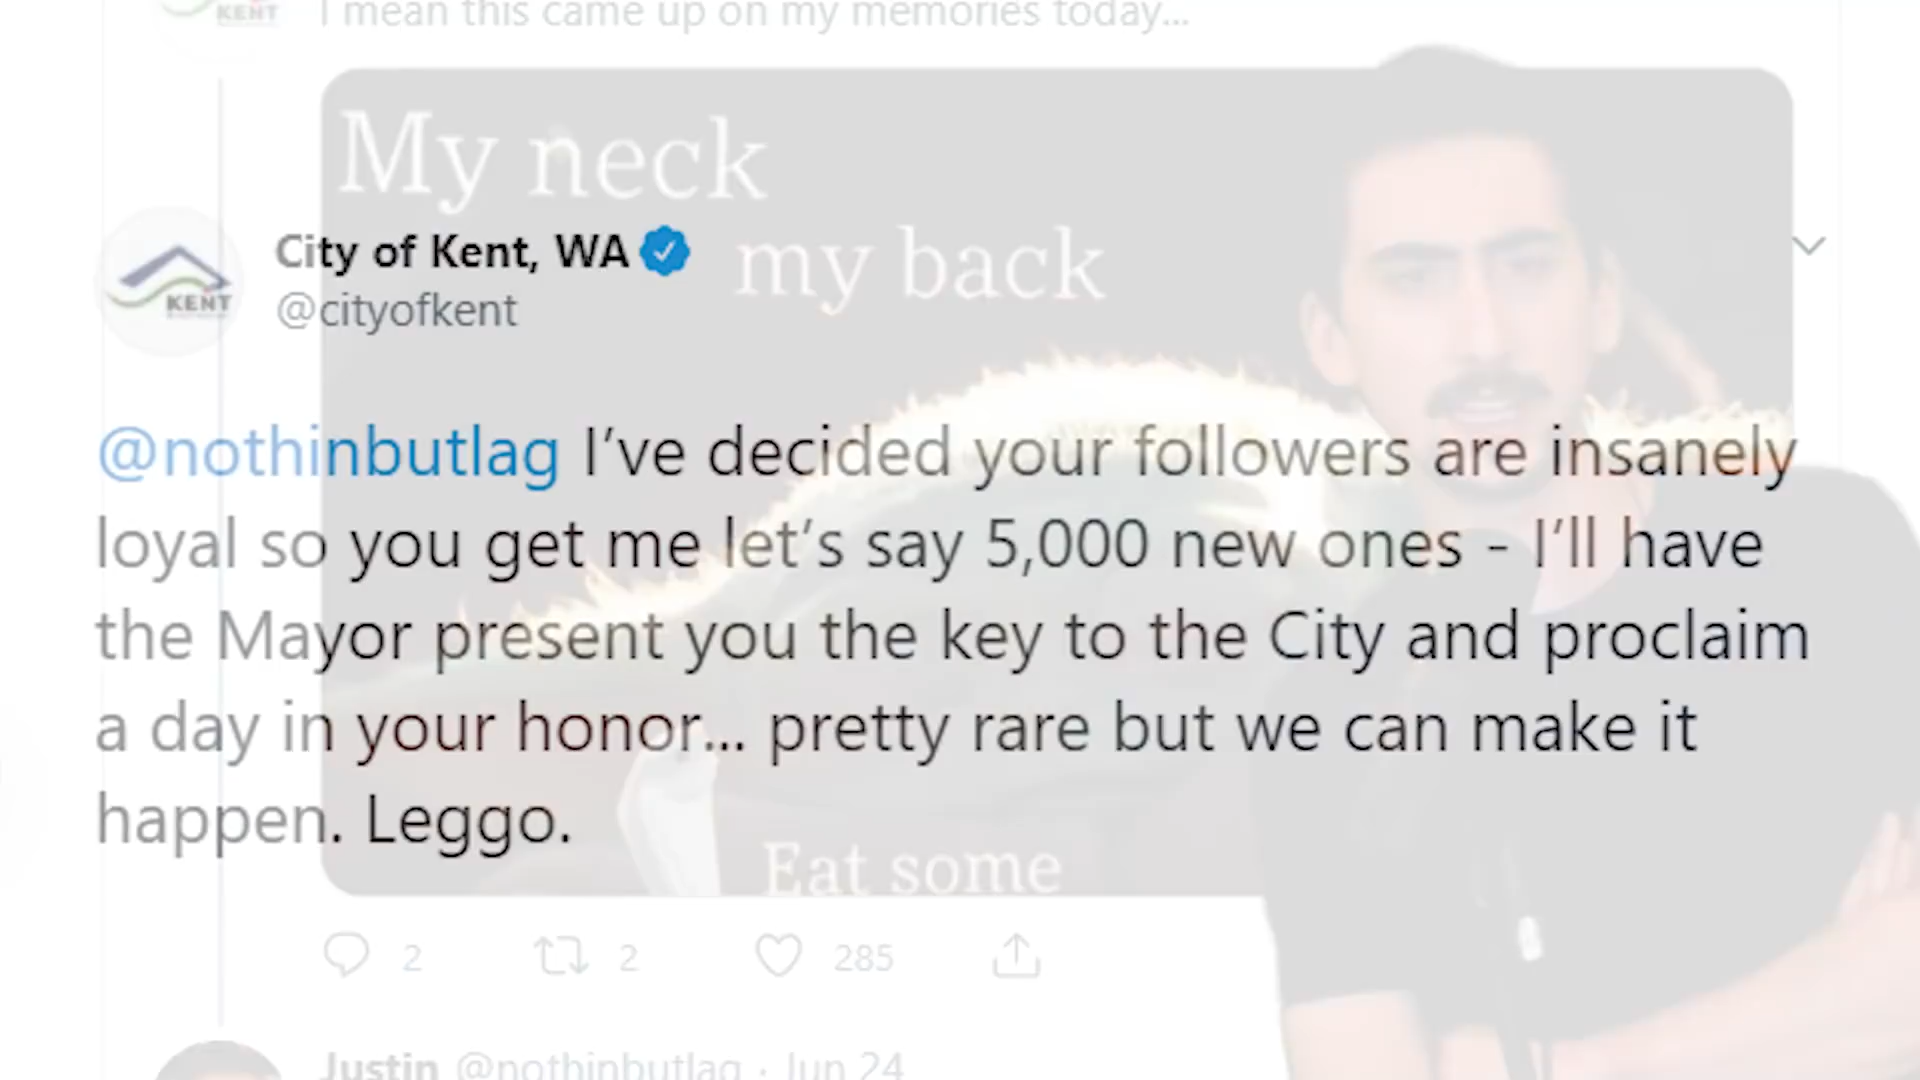 KENT
I mean this came up on my memories today...
My neck
my back
City of Kent, WA
@cityofkent
KENT
@nothinbutlag I’ve decided your followers are insanely
loyal so you get me let’s say 5,000 new ones - I’ll have
the Mayor present you the key to the City and proclaim
a day in your honor... pretty rare but we can make it
happen. Leggo.
Eat some
2
2
285
Justin @nothinbutlag · Jun 24